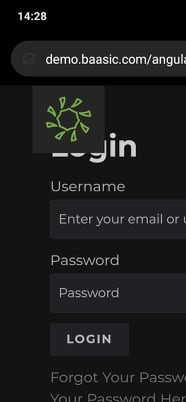 14:28
demo.baasic.com/angula
Login
Username
Enter your email or u
Password
Password
LOGIN
Forgot Your Passw
Your Password Her